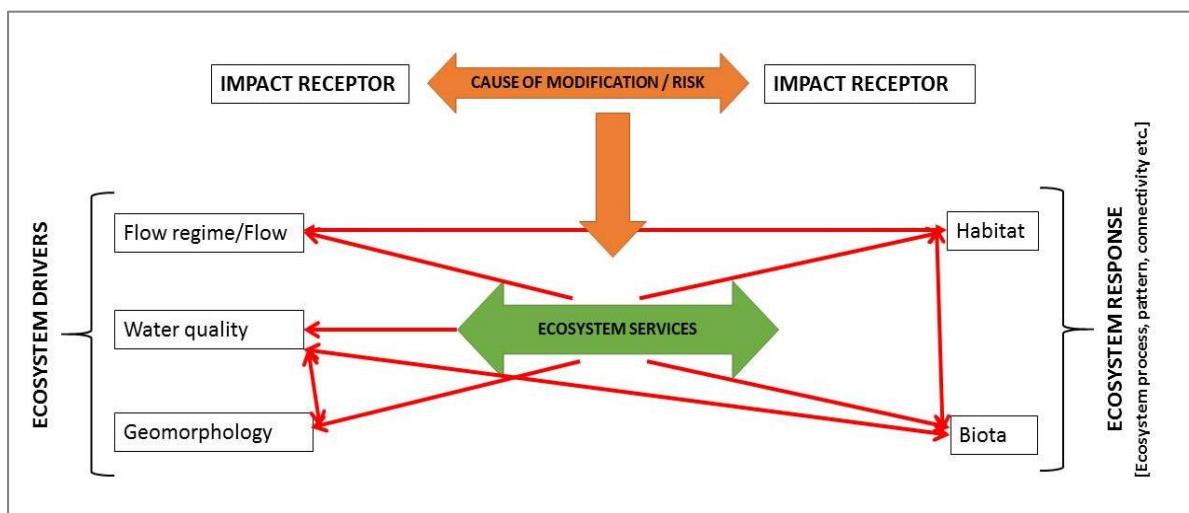 IMPACT RECEPTOR
CAUSE OF MODIFICATION / RISK
IMPACT RECEPTOR
ECOSYSTEM DRIVERS
Flow regime/Flow
Water quality
Geomorphology
ECOSYSTEM SERVICES
Habitat
Biota
ECOSYSTEM RESPONSE
[Ecosystem process, pattern, connectivity etc.]